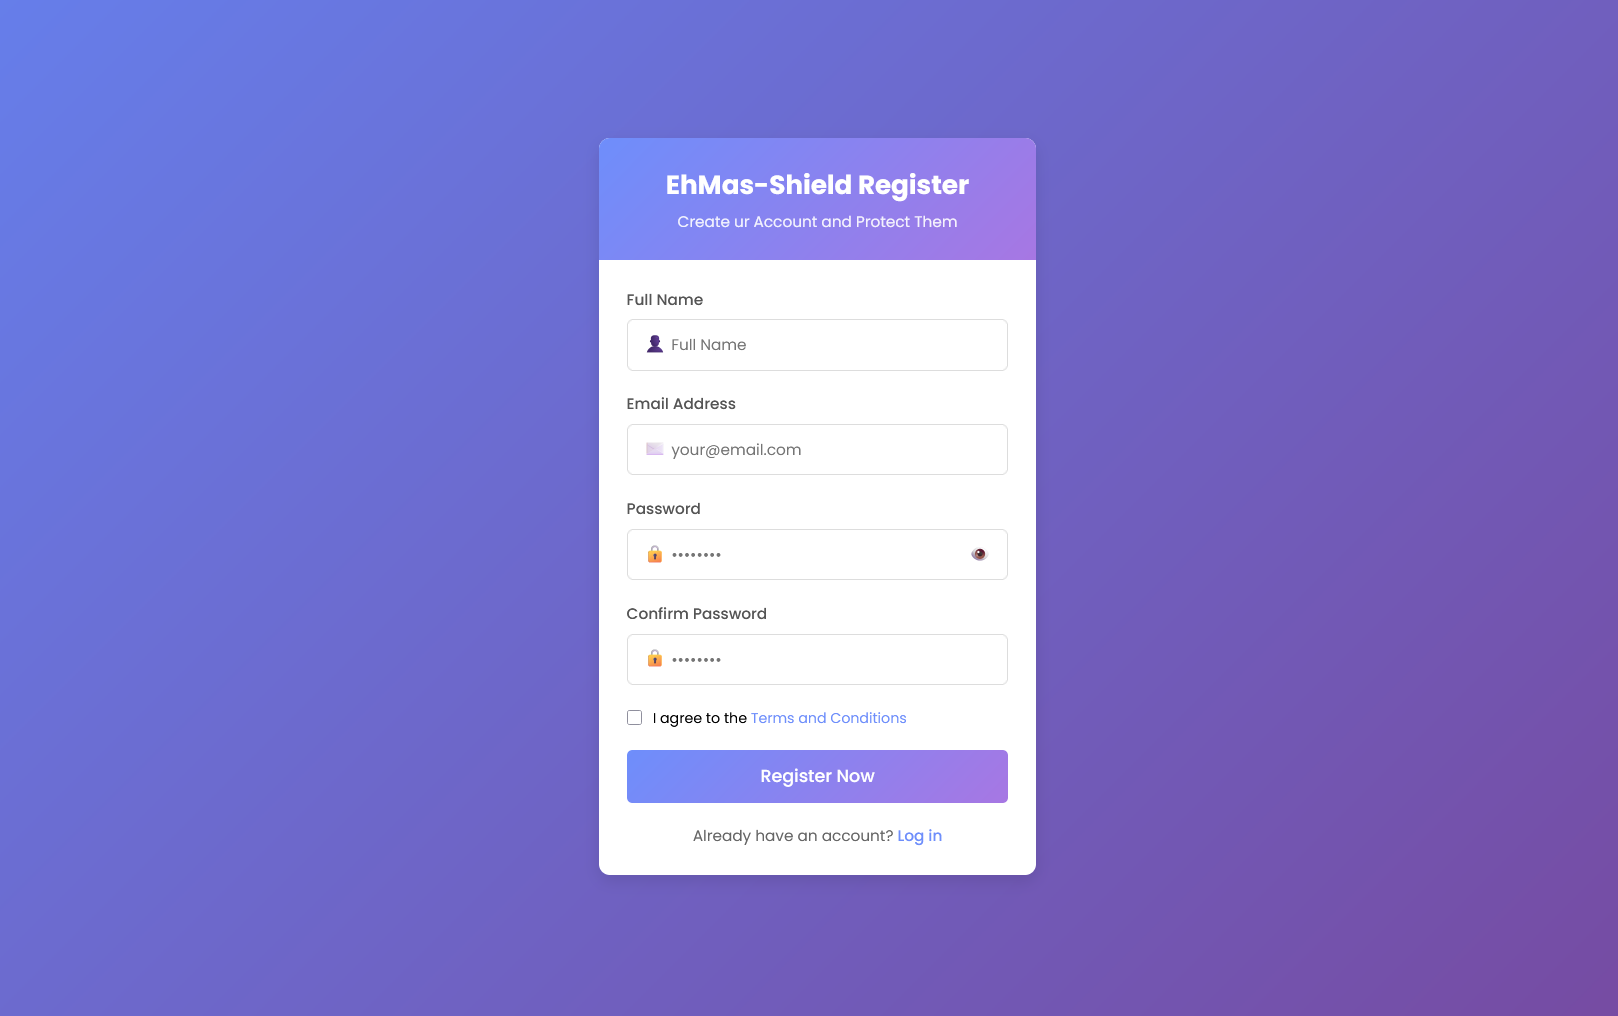 EhMas-Shield Register
Create ur Account and Protect Them
Full Name
Full Name
Email Address
your@email.com
Password
••••••••
Confirm Password
••••••••
I agree to the Terms and Conditions
Register Now
Already have an account? Log in